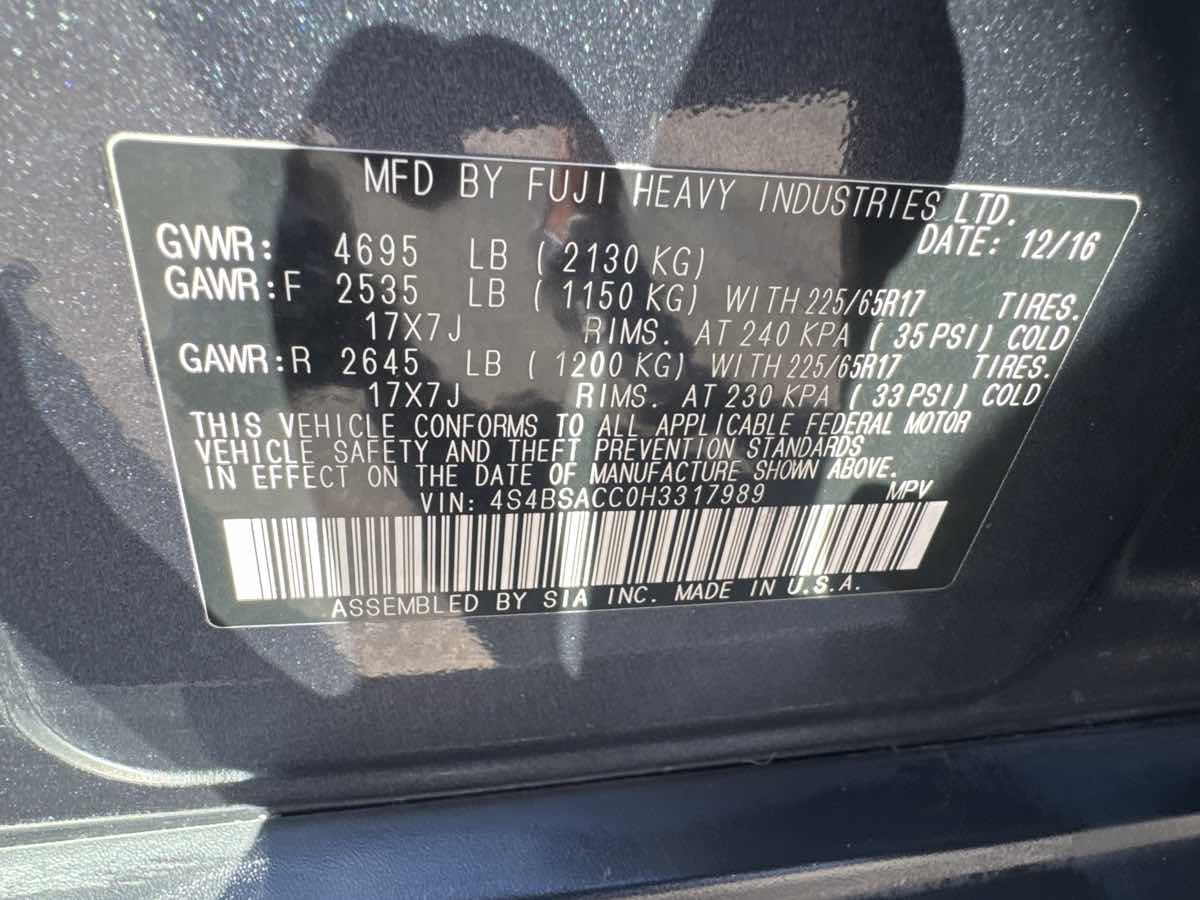 MFD BY FUJI HEAVY INDUSTRIES LTD.
GVWR: 4695 LB ( 2130 KG) DATE: 12/16
GAWR:F 2535 LB ( 1150 KG) WITH 225/65R17 TIRES.
17X7J RIMS. AT 240 KPA ( 35 PSI) COLD
GAWR:R 2645 LB ( 1200 KG) WITH 225/65R17 TIRES.
17X7J RIMS. AT 230 KPA ( 33 PSI) COLD
THIS VEHICLE CONFORMS TO ALL APPLICABLE FEDERAL MOTOR
VEHICLE SAFETY AND THEFT PREVENTION STANDARDS
IN EFFECT ON THE DATE OF MANUFACTURE SHOWN ABOVE.
VIN: 4S4BSACC0H3317989 MPV
ASSEMBLED BY SIA INC. MADE IN U.S.A.